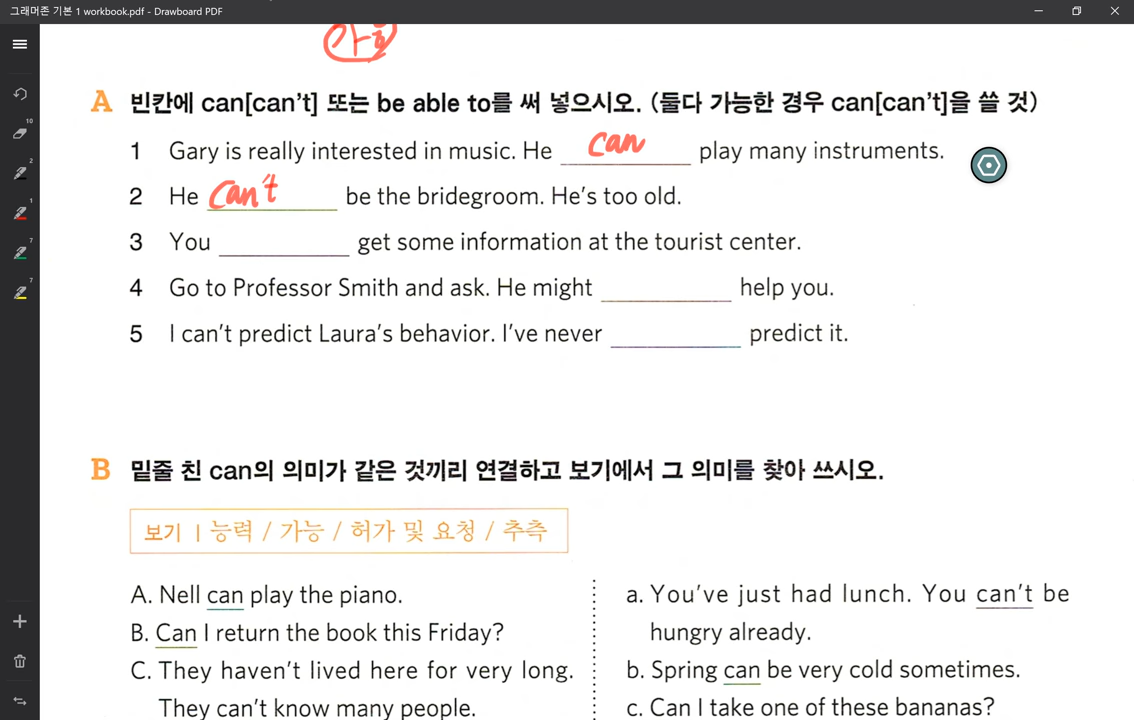 그래머존 기본 1 workbook.pdf - Drawboard PDF
A 빈칸에 can[can't] 또는 be able to를 써 넣으시오. (둘다 가능한 경우 can[can't]을 쓸 것)
1 Gary is really interested in music. He can play many instruments.
2 He can't be the bridegroom. He's too old.
3 You ____________ get some information at the tourist center.
4 Go to Professor Smith and ask. He might ____________ help you.
5 I can't predict Laura's behavior. I've never ____________ predict it.
10
2
1
7
7
B 밑줄 친 can의 의미가 같은 것끼리 연결하고 보기에서 그 의미를 찾아 쓰시오.
보기 | 능력 / 가능 / 허가 및 요청 / 추측
A. Nell can play the piano.
B. Can I return the book this Friday?
C. They haven't lived here for very long.
They can't know many people.
a. You've just had lunch. You can't be
hungry already.
b. Spring can be very cold sometimes.
c. Can I take one of these bananas?